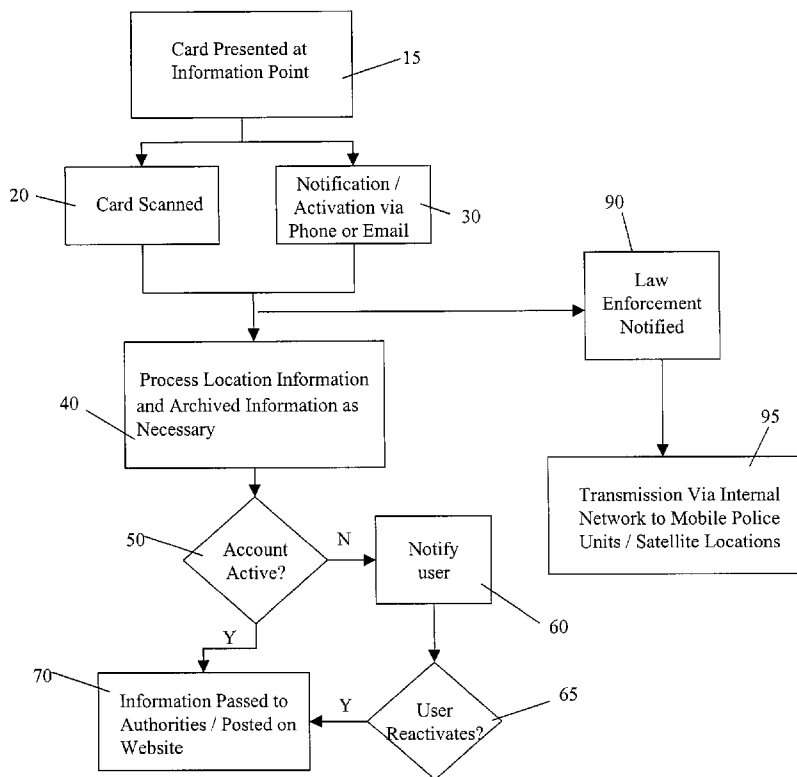 Card Presented at
Information Point
15
20
Card Scanned
Notification /
Activation via
Phone or Email
30
90
Law
Enforcement
Notified
40
Process Location Information
and Archived Information as
Necessary
95
Transmission Via Internal
Network to Mobile Police
Units / Satellite Locations
50
Account
Active?
N
Notify
user
60
Y
70
Information Passed to
Authorities / Posted on
Website
Y
User
Reactivates?
65